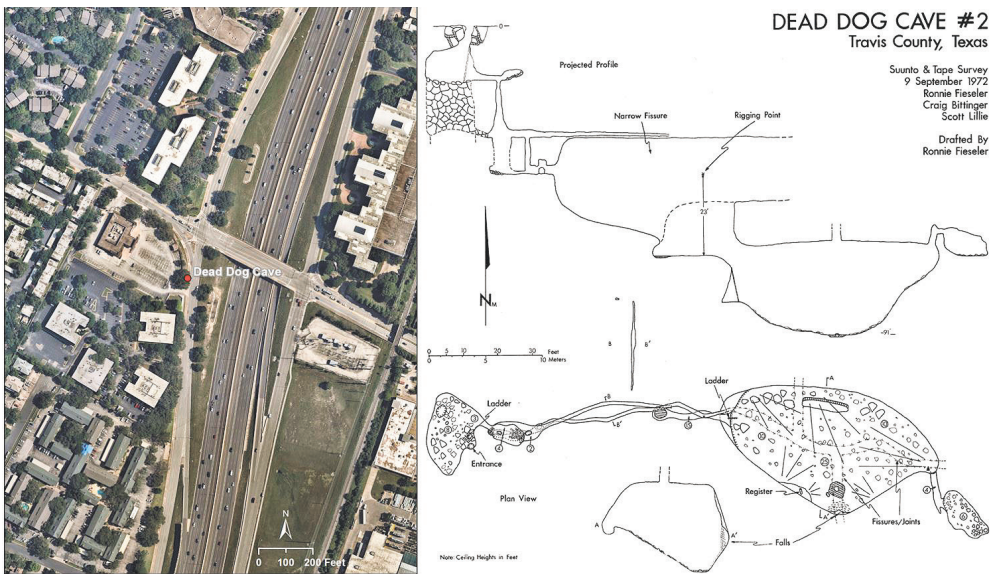 Dead Dog Cave
N
0 100 200 Feet
DEAD DOG CAVE #2
Travis County, Texas
Suunto & Tape Survey
9 September 1972
Ronnie Fieseler
Craig Bittinger
Scott Lillie
Drafted By
Ronnie Fieseler
0
Projected Profile
Narrow Fissure
Rigging Point
23'
-91'
N M
0 5 10 20 30 Feet
0 5 10 Meters
B B'
Ladder
Ladder
A
B
B'
Entrance
Plan View
Register
A'
Fissures/Joints
A
A'
Falls
Note: Ceiling Heights in Feet